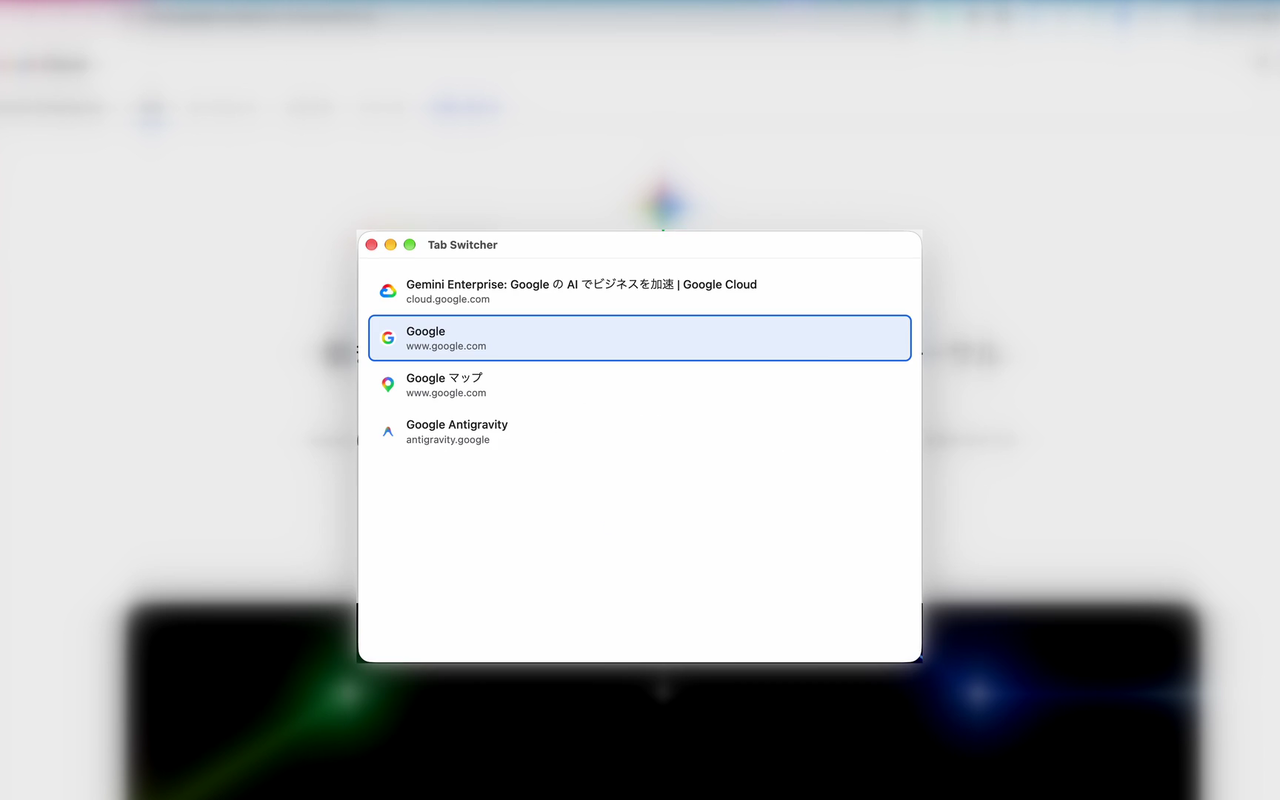 Tab Switcher
Gemini Enterprise: Google の AI でビジネスを加速 | Google Cloud
cloud.google.com
Google
www.google.com
Google マップ
www.google.com
Google Antigravity
antigravity.google